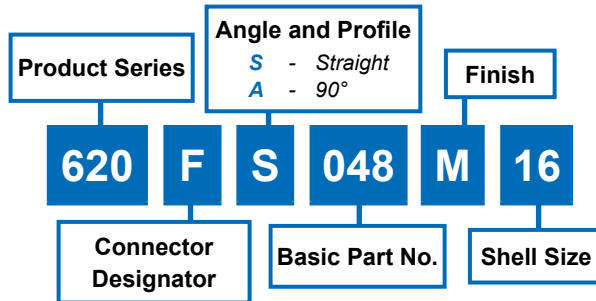 Product Series
Angle and Profile
S - Straight
A - 90°
Finish
620 F S 048 M 16
Connector
Designator
Basic Part No.
Shell Size